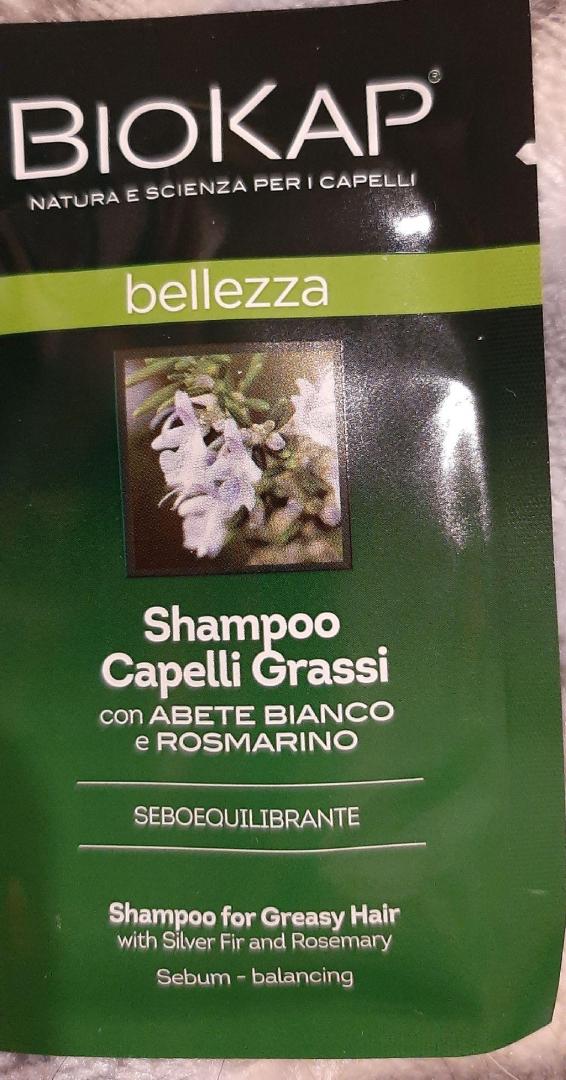 BIOKAP®
NATURA E SCIENZA PER I CAPELLI
bellezza
Shampoo
Capelli Grassi
con ABETE BIANCO
e ROSMARINO
SEBOEQUILIBRANTE
Shampoo for Greasy Hair
with Silver Fir and Rosemary
Sebum - balancing